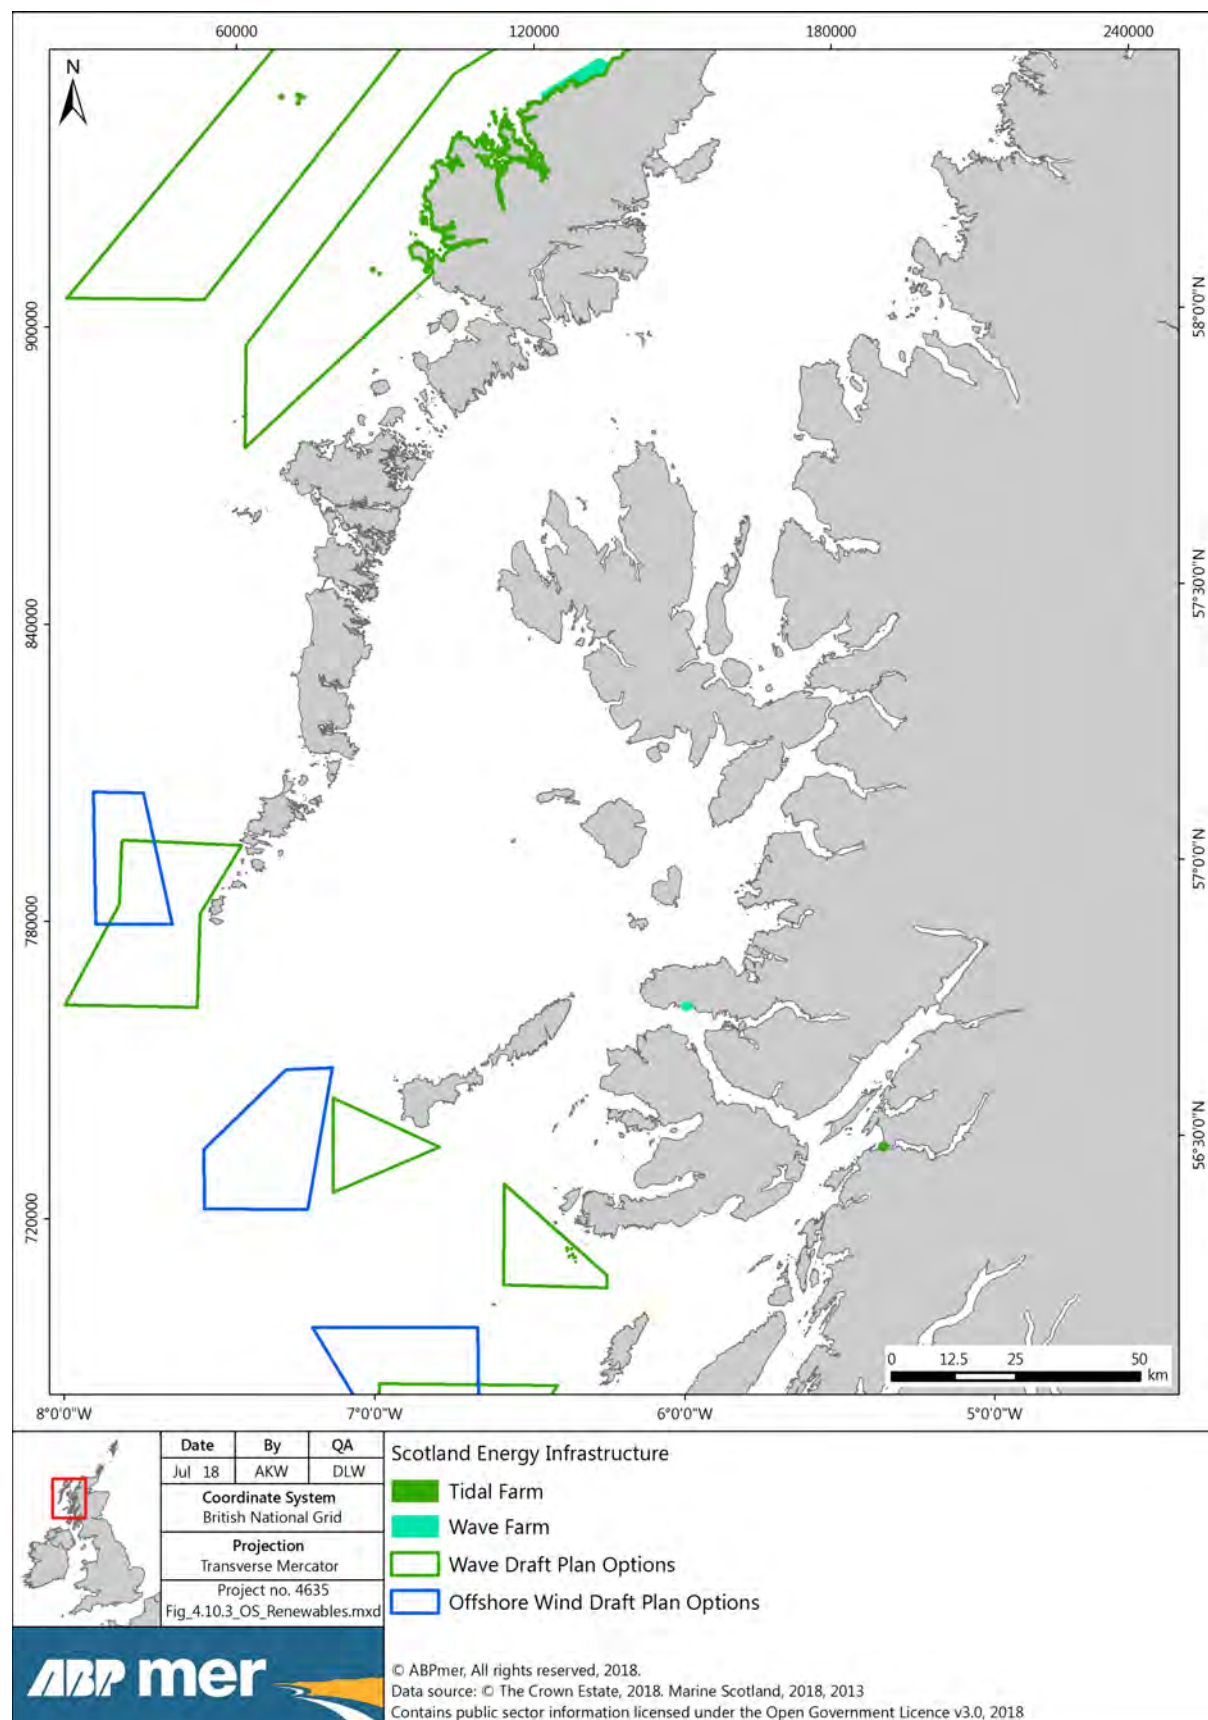 60000 120000 180000 240000
N
900000
840000
780000
720000
58°0'0"N
57°30'0"N
57°0'0"N
56°30'0"N
0 12.5 25 50
km
8°0'0"W 7°0'0"W 6°0'0"W 5°0'0"W
Date By QA
Jul 18 AKW DLW
Coordinate System
British National Grid
Projection
Transverse Mercator
Project no. 4635
Fig_4.10.3_OS_Renewables.mxd
ABPmer
Scotland Energy Infrastructure
Tidal Farm
Wave Farm
Wave Draft Plan Options
Offshore Wind Draft Plan Options
© ABPmer, All rights reserved, 2018.
Data source: © The Crown Estate, 2018. Marine Scotland, 2018, 2013
Contains public sector information licensed under the Open Government Licence v3.0, 2018